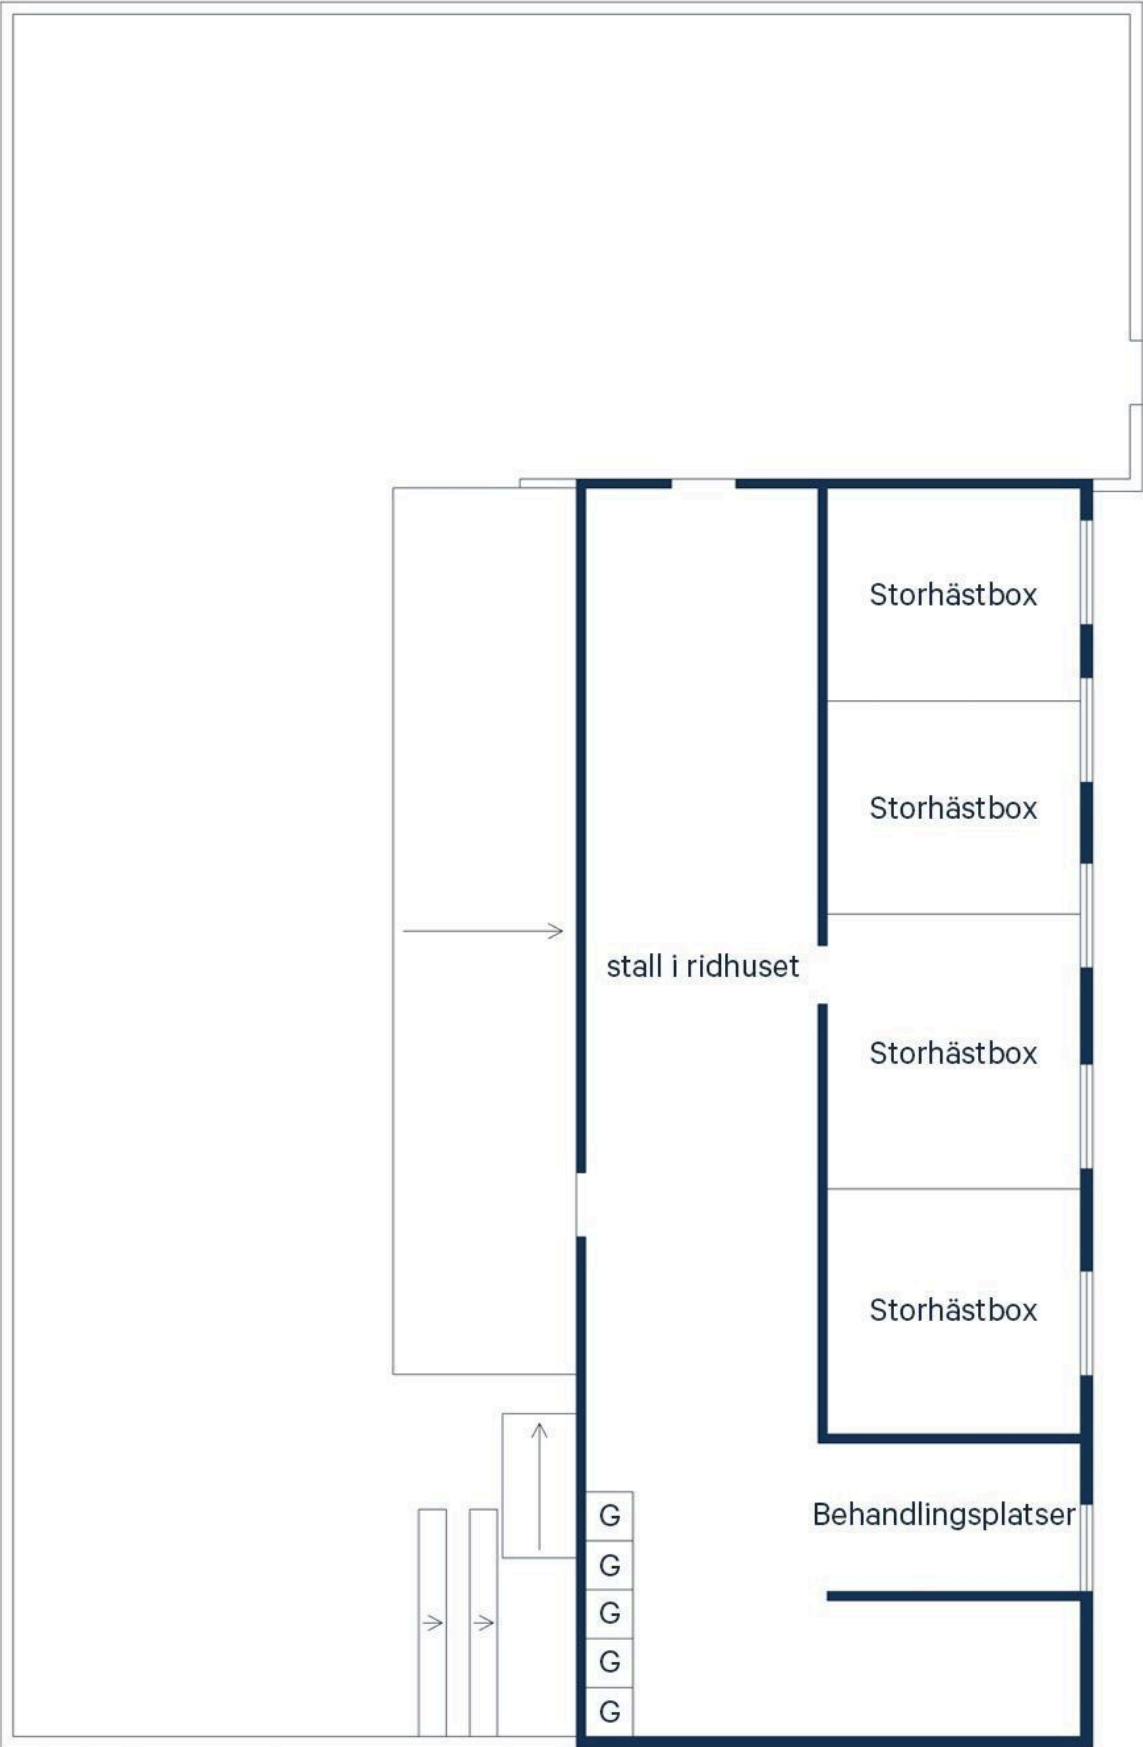 Storhästbox
Storhästbox
stall i ridhuset
Storhästbox
Storhästbox
Behandlingsplatser
G
G
G
G
G